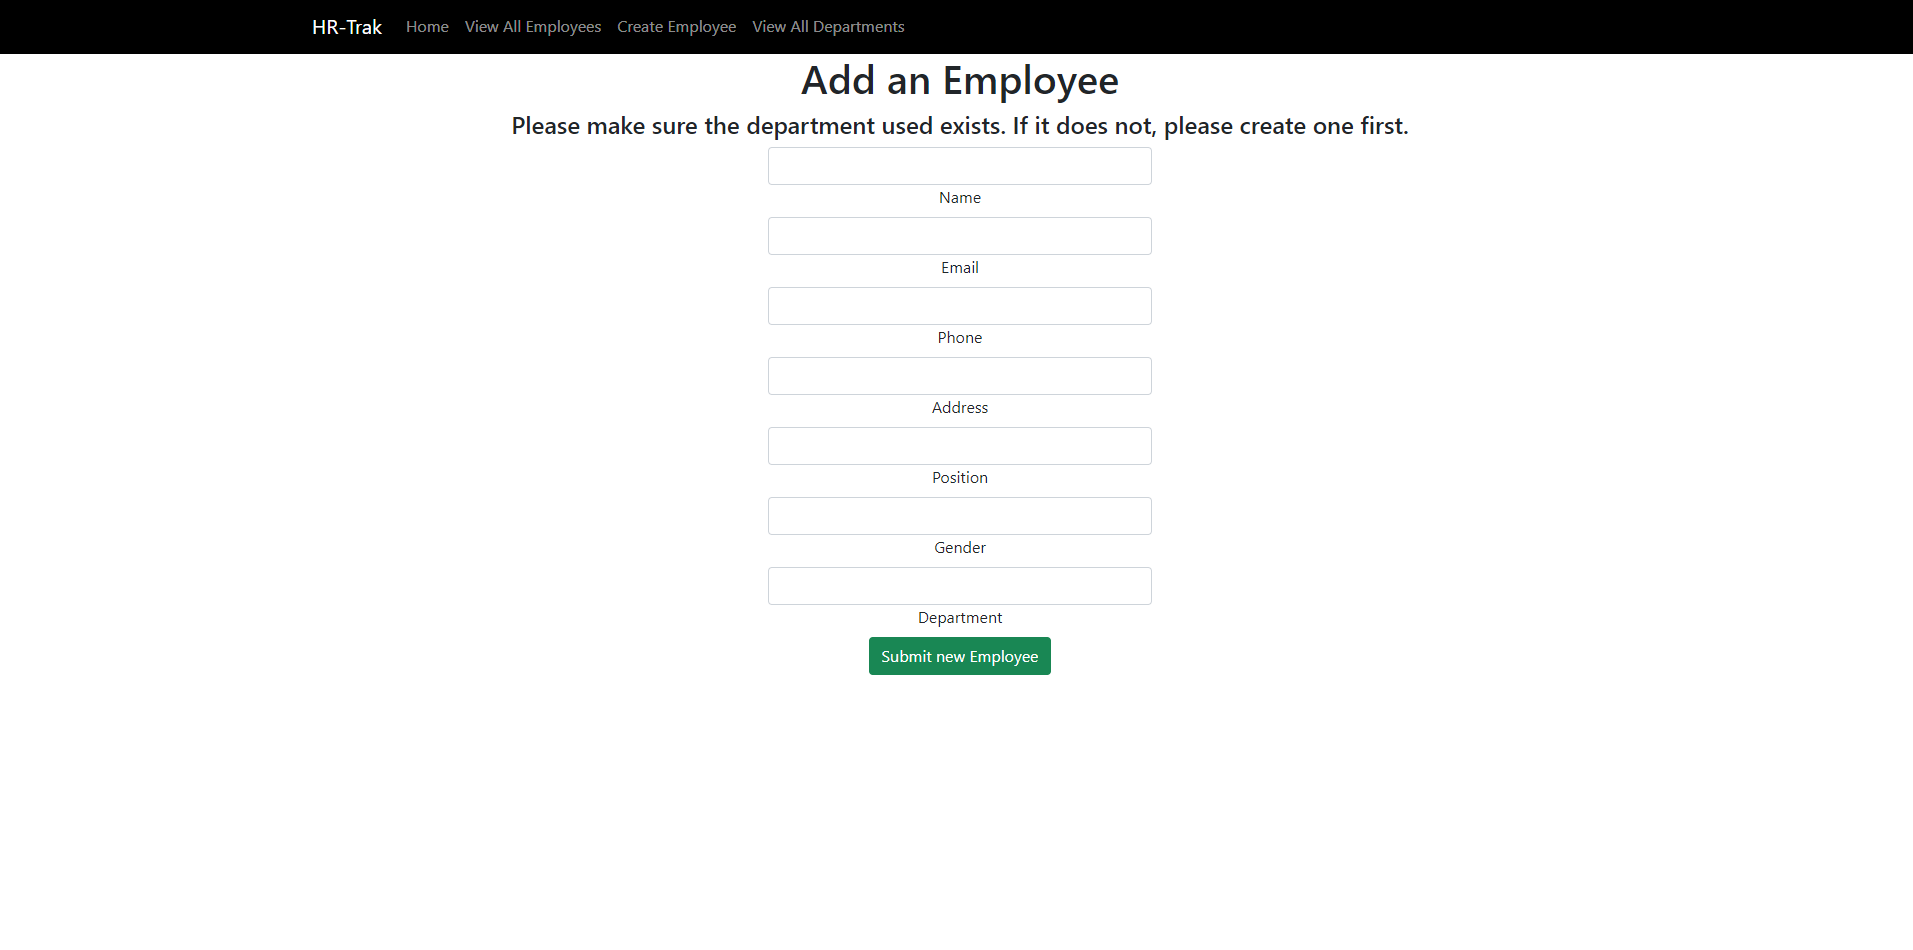 HR-Trak Home View All Employees Create Employee View All Departments
Add an Employee
Please make sure the department used exists. If it does not, please create one first.
Name
Email
Phone
Address
Position
Gender
Department
Submit new Employee